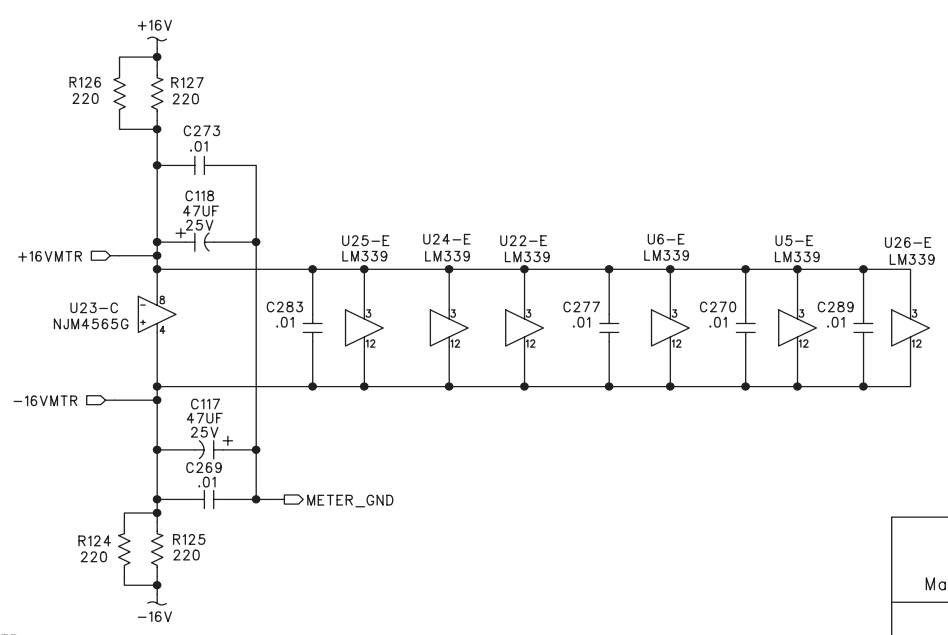 +16V
R126
220
R127
220
C273
.01
C118
47UF
25V
+
+16VMTR
U25-E
LM339
U24-E
LM339
U22-E
LM339
U6-E
LM339
U5-E
LM339
U26-E
LM339
U23-C
NJM4565G
-
+
8
4
C283
.01
3
12
3
12
3
12
C277
.01
3
12
C270
.01
3
12
C289
.01
3
12
-16VMTR
C117
47UF
25V
+
C269
.01
METER_GND
R124
220
R125
220
-16V
Ma